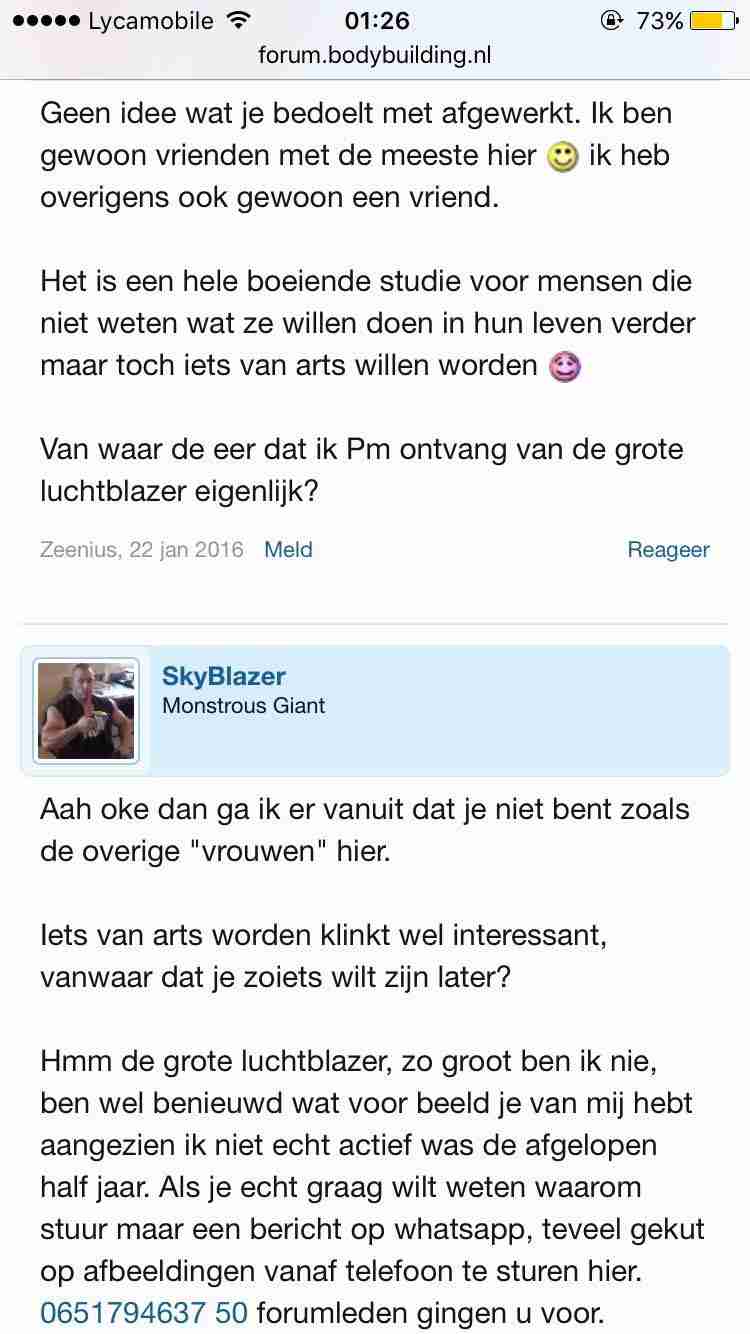 Lycamobile 01:26 73%
forum.bodybuilding.nl
Geen idee wat je bedoelt met afgewerkt. Ik ben
gewoon vrienden met de meeste hier 🙂 ik heb
overigens ook gewoon een vriend.
Het is een hele boeiende studie voor mensen die
niet weten wat ze willen doen in hun leven verder
maar toch iets van arts willen worden ☺️
Van waar de eer dat ik Pm ontvang van de grote
luchtblazer eigenlijk?
Zeenius, 22 jan 2016 Meld Reageer
SkyBlazer
Monstrous Giant
Aah oke dan ga ik er vanuit dat je niet bent zoals
de overige "vrouwen" hier.
Iets van arts worden klinkt wel interessant,
vanwaar dat je zoiets wilt zijn later?
Hmm de grote luchtblazer, zo groot ben ik nie,
ben wel benieuwd wat voor beeld je van mij hebt
aangezien ik niet echt actief was de afgelopen
half jaar. Als je echt graag wilt weten waarom
stuur maar een bericht op whatsapp, teveel gekut
op afbeeldingen vanaf telefoon te sturen hier.
0651794637 50 forumleden gingen u voor.